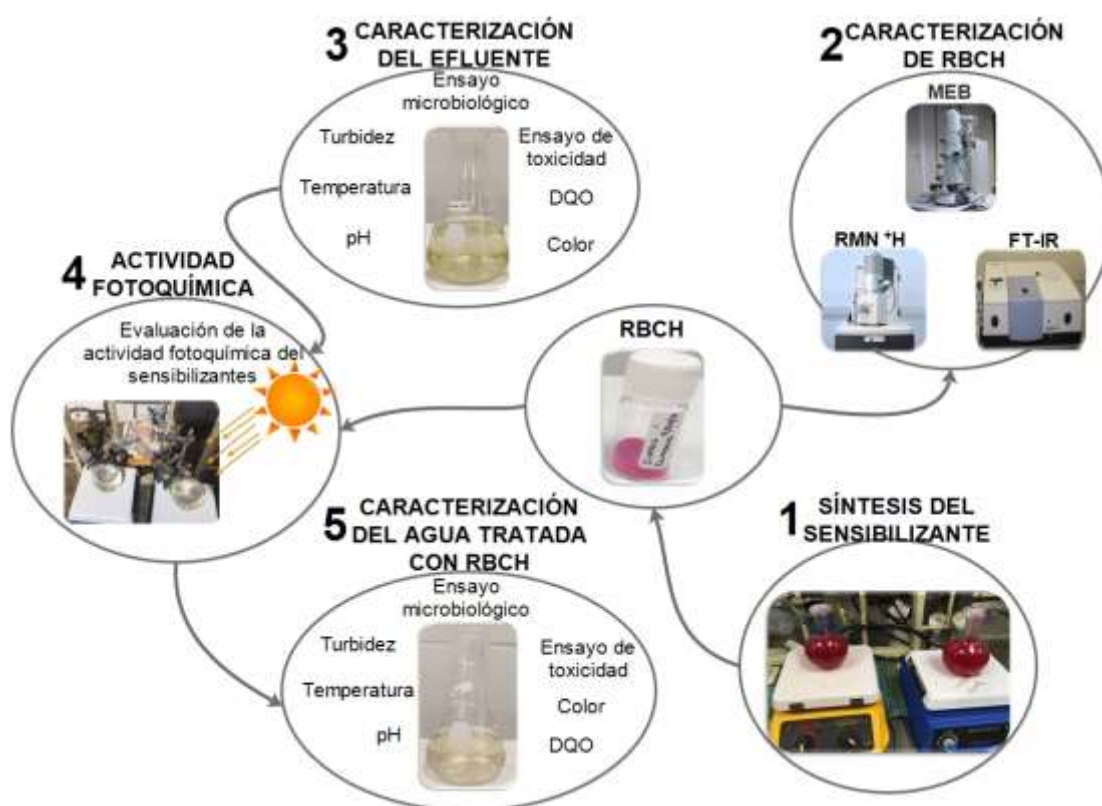 3 CARACTERIZACIÓN
DEL EFLUENTE
Ensayo
microbiológico
Turbidez
Ensayo de
toxicidad
Temperatura
DQO
pH
Color
2 CARACTERIZACIÓN
DE RBCH
MEB
RMN ⁺H
FT-IR
4 ACTIVIDAD
FOTOQUÍMICA
Evaluación de la
actividad fotoquímica del
sensibilizantes
RBCH
5 CARACTERIZACIÓN
DEL AGUA TRATADA
CON RBCH
Ensayo
microbiológico
Turbidez
Ensayo de
toxicidad
Temperatura
Color
pH
DQO
1 SÍNTESIS DEL
SENSIBILIZANTE